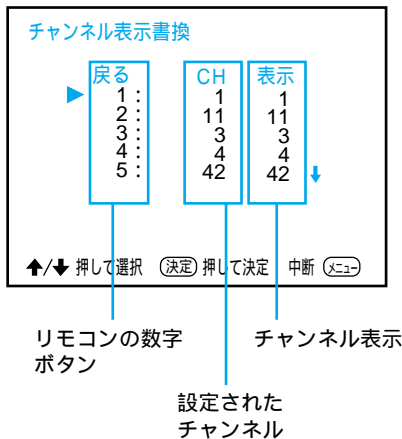 チャンネル表示書換
戻る CH 表示
1 : 1 1
2 : 11 11
3 : 3 3
4 : 4 4
5 : 42 42
↑/↓ 押して選択 決定 押して決定 中断 メニュー
リモコンの数字
ボタン
チャンネル表示
設定された
チャンネル